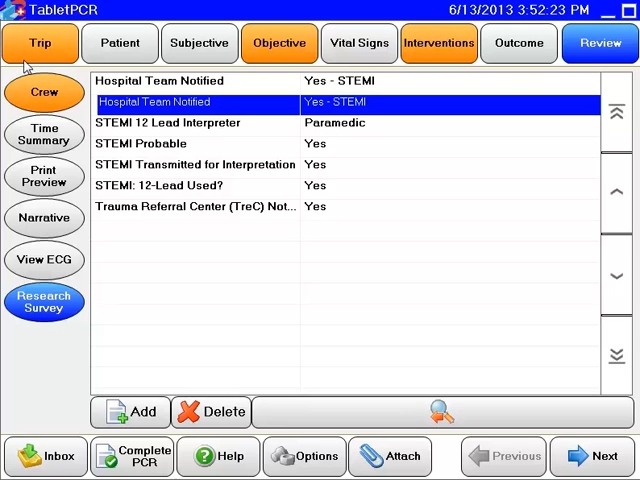 TabletPCR
6/13/2013 3:52:23 PM
Trip
Patient
Subjective
Objective
Vital Signs
Interventions
Outcome
Review
Crew
Time
Summary
Print
Preview
Narrative
View ECG
Research
Survey
Hospital Team Notified Yes - STEMI
Hospital Team Notified Yes - STEMI
STEMI 12 Lead Interpreter Paramedic
STEMI Probable Yes
STEMI Transmitted for Interpretation Yes
STEMI: 12-Lead Used? Yes
Trauma Referral Center (TreC) Not... Yes
Add
Delete
Inbox
Complete
PCR
Help
Options
Attach
Previous
Next